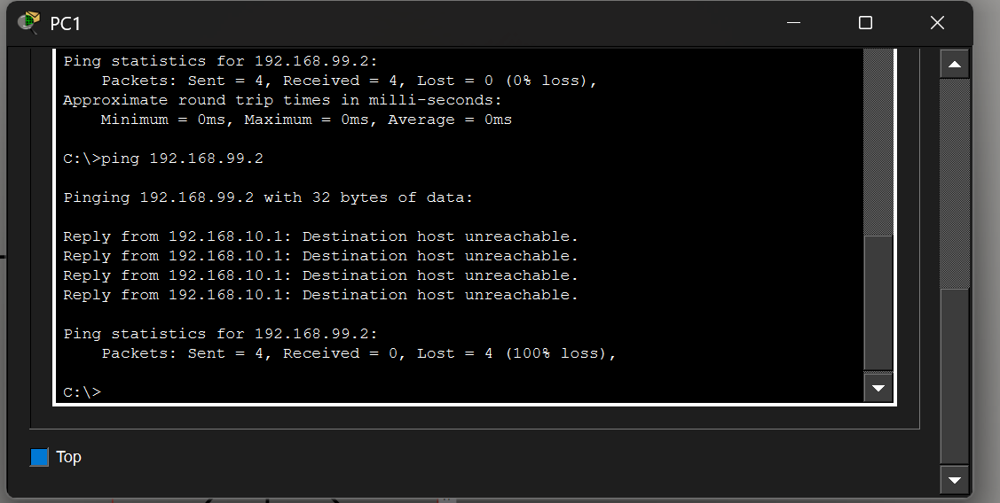 PC1
Ping statistics for 192.168.99.2:
Packets: Sent = 4, Received = 4, Lost = 0 (0% loss),
Approximate round trip times in milli-seconds:
Minimum = 0ms, Maximum = 0ms, Average = 0ms
C:\>ping 192.168.99.2
Pinging 192.168.99.2 with 32 bytes of data:
Reply from 192.168.10.1: Destination host unreachable.
Reply from 192.168.10.1: Destination host unreachable.
Reply from 192.168.10.1: Destination host unreachable.
Reply from 192.168.10.1: Destination host unreachable.
Ping statistics for 192.168.99.2:
Packets: Sent = 4, Received = 0, Lost = 4 (100% loss),
C:\>
Top